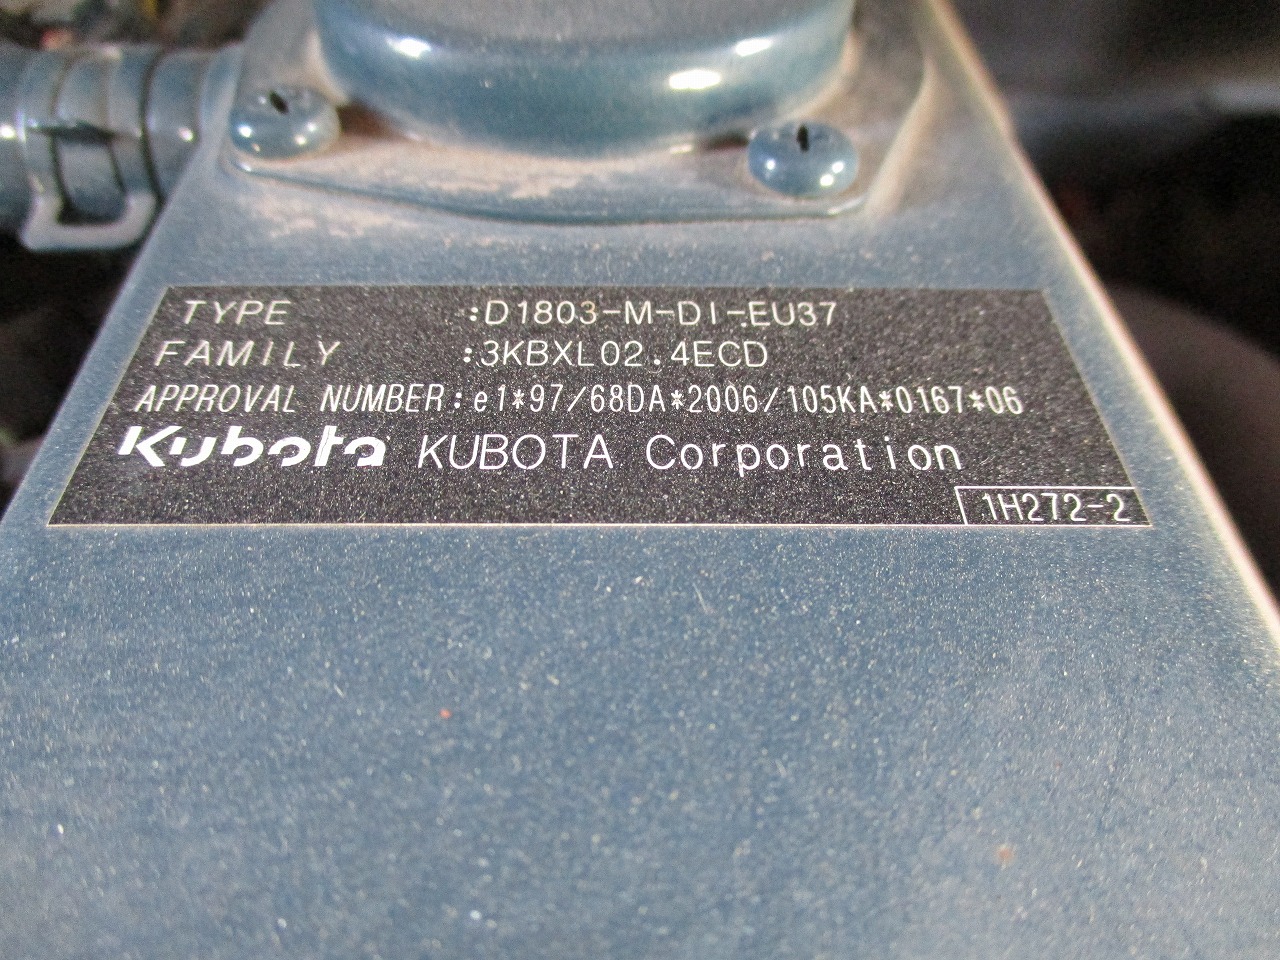 TYPE :D1803-M-DI-EU37
FAMILY :3KBXL02.4ECD
APPROVAL NUMBER:e1*97/68DA*2006/105KA*0167*06
Kubota KUBOTA Corporation
1H272-2